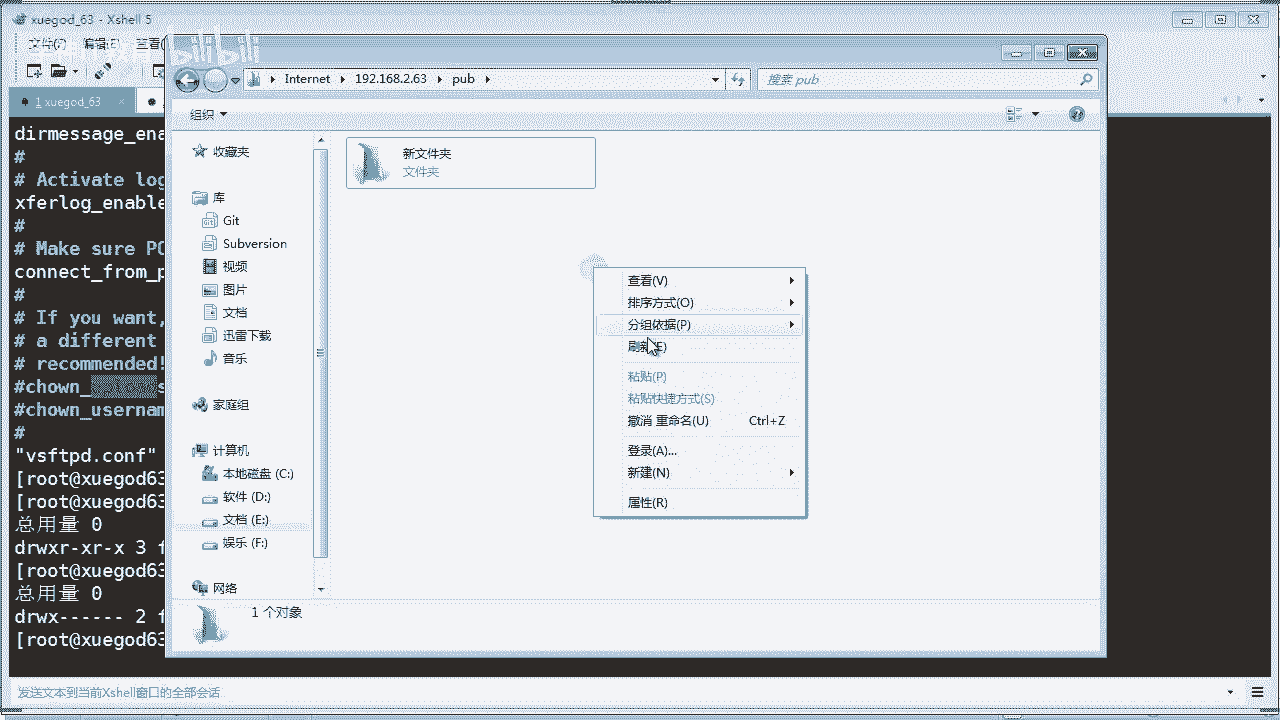 xuegod_63 - Xshell 5
文件(F) 编辑(E) 查看(
bilibili
1 xuegod_63
Internet 192.168.2.63 pub
搜索 pub
组织
收藏夹
库
Git
Subversion
视频
图片
文档
迅雷下载
音乐
家庭组
计算机
本地磁盘 (C:)
软件 (D:)
文档 (E:)
娱乐 (F:)
网络
新文件夹
文件夹
查看(V)
排序方式(O)
分组依据(P)
刷新(E)
粘贴(P)
粘贴快捷方式(S)
撤消 重命名(U) Ctrl+Z
登录(A)...
新建(N)
属性(R)
1 个对象
dirmessage_ena
#
# Activate log
xferlog_enable
#
# Make sure PO
connect_from_p
#
# If you want,
# a different
# recommended!
#chown_
#chown_usernam
#
"vsftpd.conf"
[root@xuegod63
[root@xuegod63
总用量 0
drwxr-xr-x 3 f
[root@xuegod63
总用量 0
drwx------ 2 f
[root@xuegod63
发送文本到当前Xshell窗口的全部会话